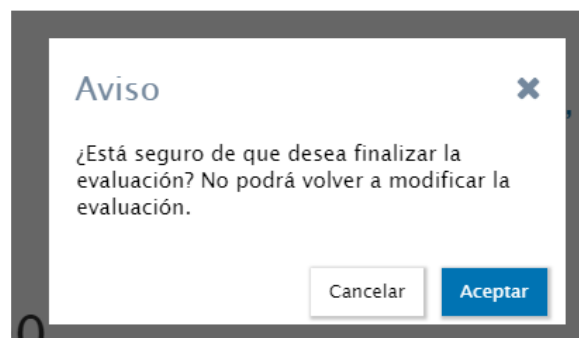 Aviso
¿Está seguro de que desea finalizar la
evaluación? No podrá volver a modificar la
evaluación.
Cancelar
Aceptar